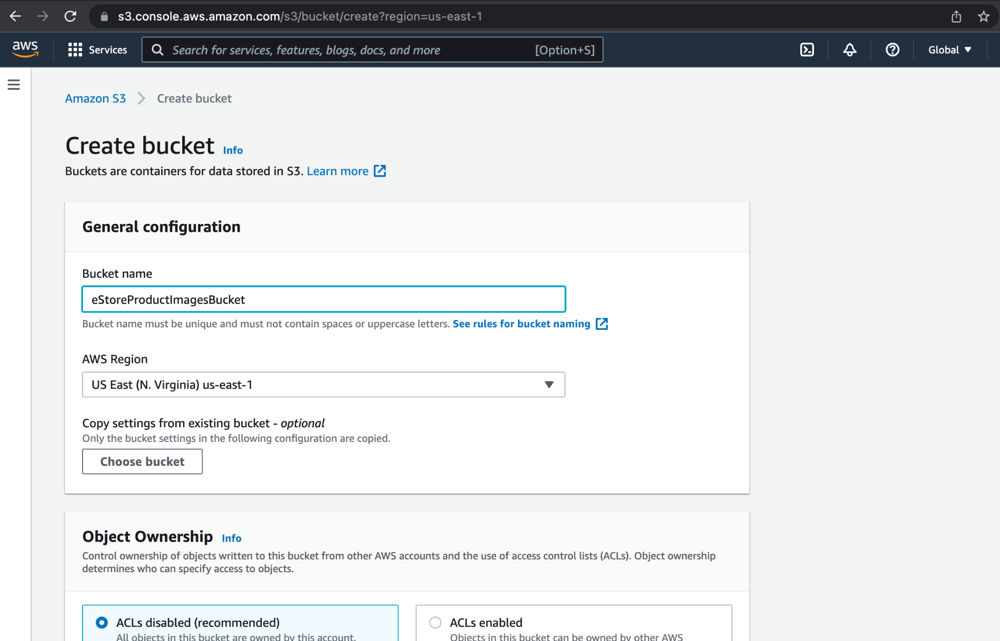 s3.console.aws.amazon.com/s3/bucket/create?region=us-east-1
aws
Services
Search for services, features, blogs, docs, and more
[Option+S]
Global
Amazon S3
Create bucket
Create bucket
Info
Buckets are containers for data stored in S3. Learn more
General configuration
Bucket name
eStoreProductImagesBucket
Bucket name must be unique and must not contain spaces or uppercase letters. See rules for bucket naming
AWS Region
US East (N. Virginia) us-east-1
Copy settings from existing bucket - optional
Only the bucket settings in the following configuration are copied.
Choose bucket
Object Ownership
Info
Control ownership of objects written to this bucket from other AWS accounts and the use of access control lists (ACLs). Object ownership
determines who can specify access to objects.
ACLs disabled (recommended)
All objects in this bucket are owned by this account.
ACLs enabled
Objects in this bucket can be owned by other AWS